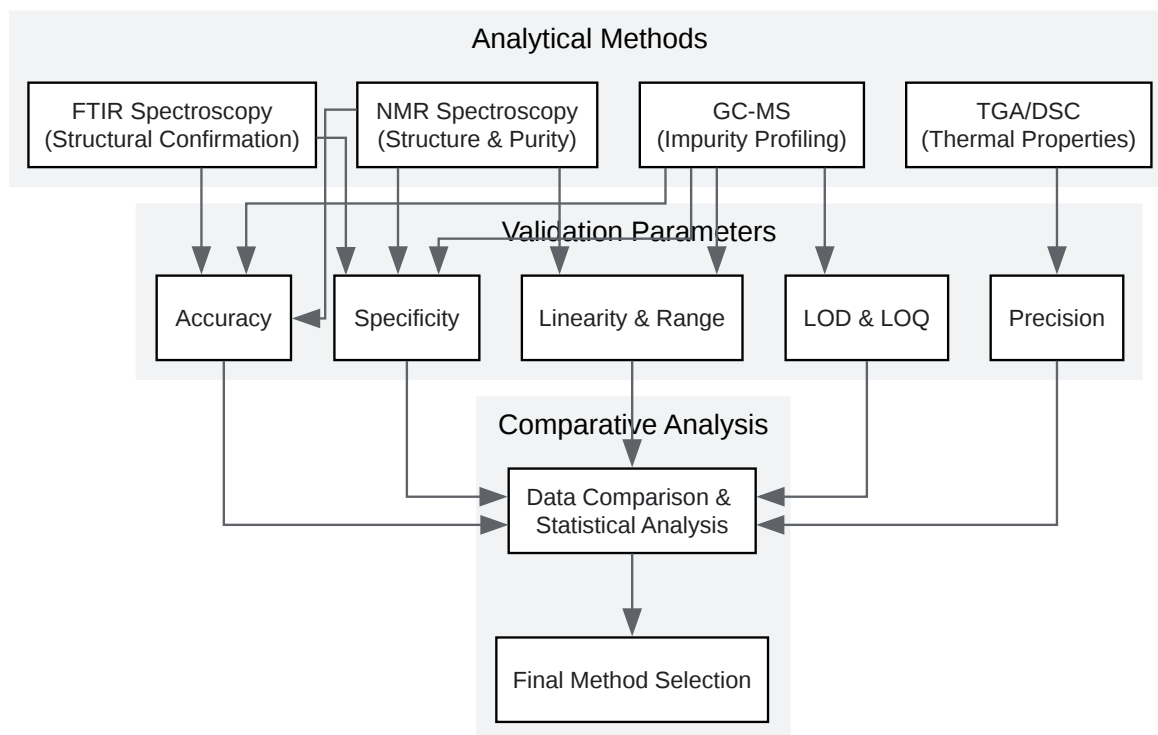 Analytical Methods
FTIR Spectroscopy
(Structural Confirmation)
NMR Spectroscopy
(Structure & Purity)
GC-MS
(Impurity Profiling)
TGA/DSC
(Thermal Properties)
Validation Parameters
Accuracy
Specificity
Linearity & Range
LOD & LOQ
Precision
Comparative Analysis
Data Comparison &
Statistical Analysis
Final Method Selection